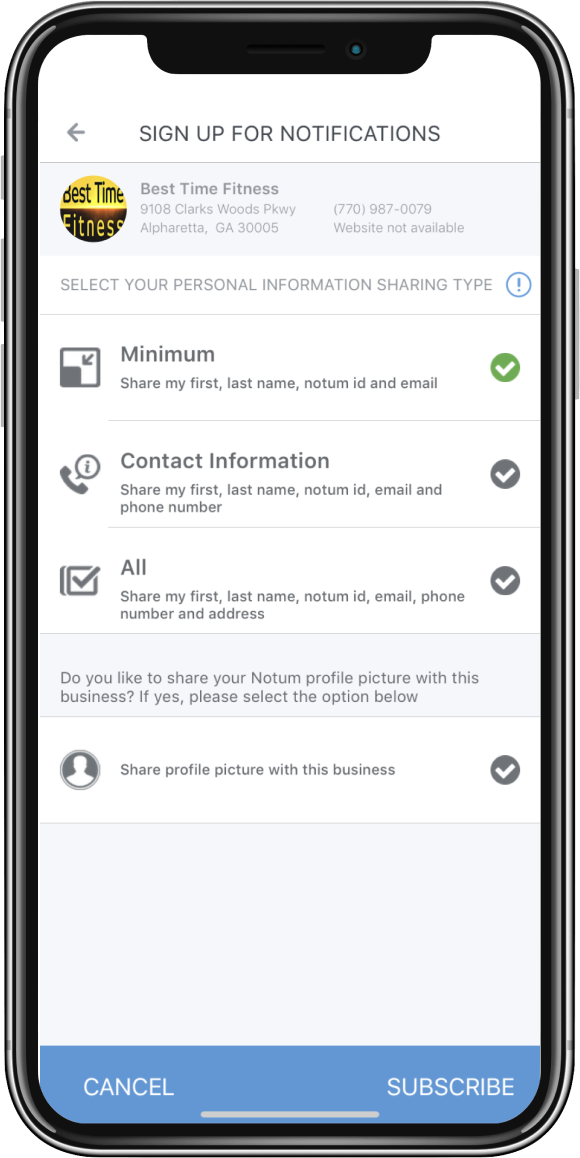 SIGN UP FOR NOTIFICATIONS
Best Time
Fitness
Best Time Fitness
9108 Clarks Woods Pkwy (770) 987-0079
Alpharetta, GA 30005 Website not available
SELECT YOUR PERSONAL INFORMATION SHARING TYPE
Minimum
Share my first, last name, notum id and email
Contact Information
Share my first, last name, notum id, email and
phone number
All
Share my first, last name, notum id, email, phone
number and address
Do you like to share your Notum profile picture with this
business? If yes, please select the option below
Share profile picture with this business
CANCEL SUBSCRIBE